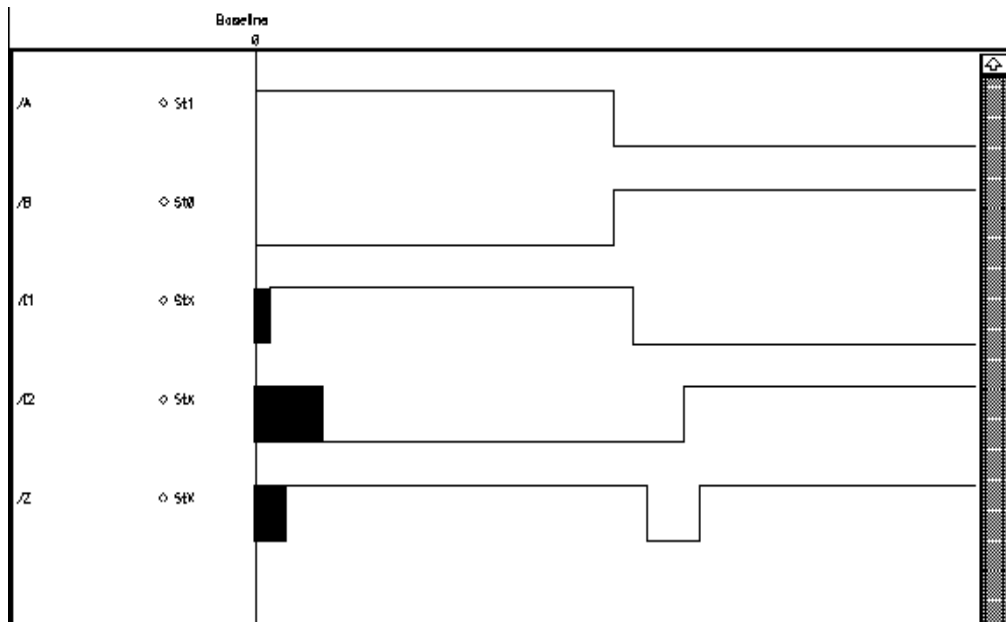 Baseline
0
/A St1
/B St0
/C1 Stx
/C2 Stx
/Z Stx